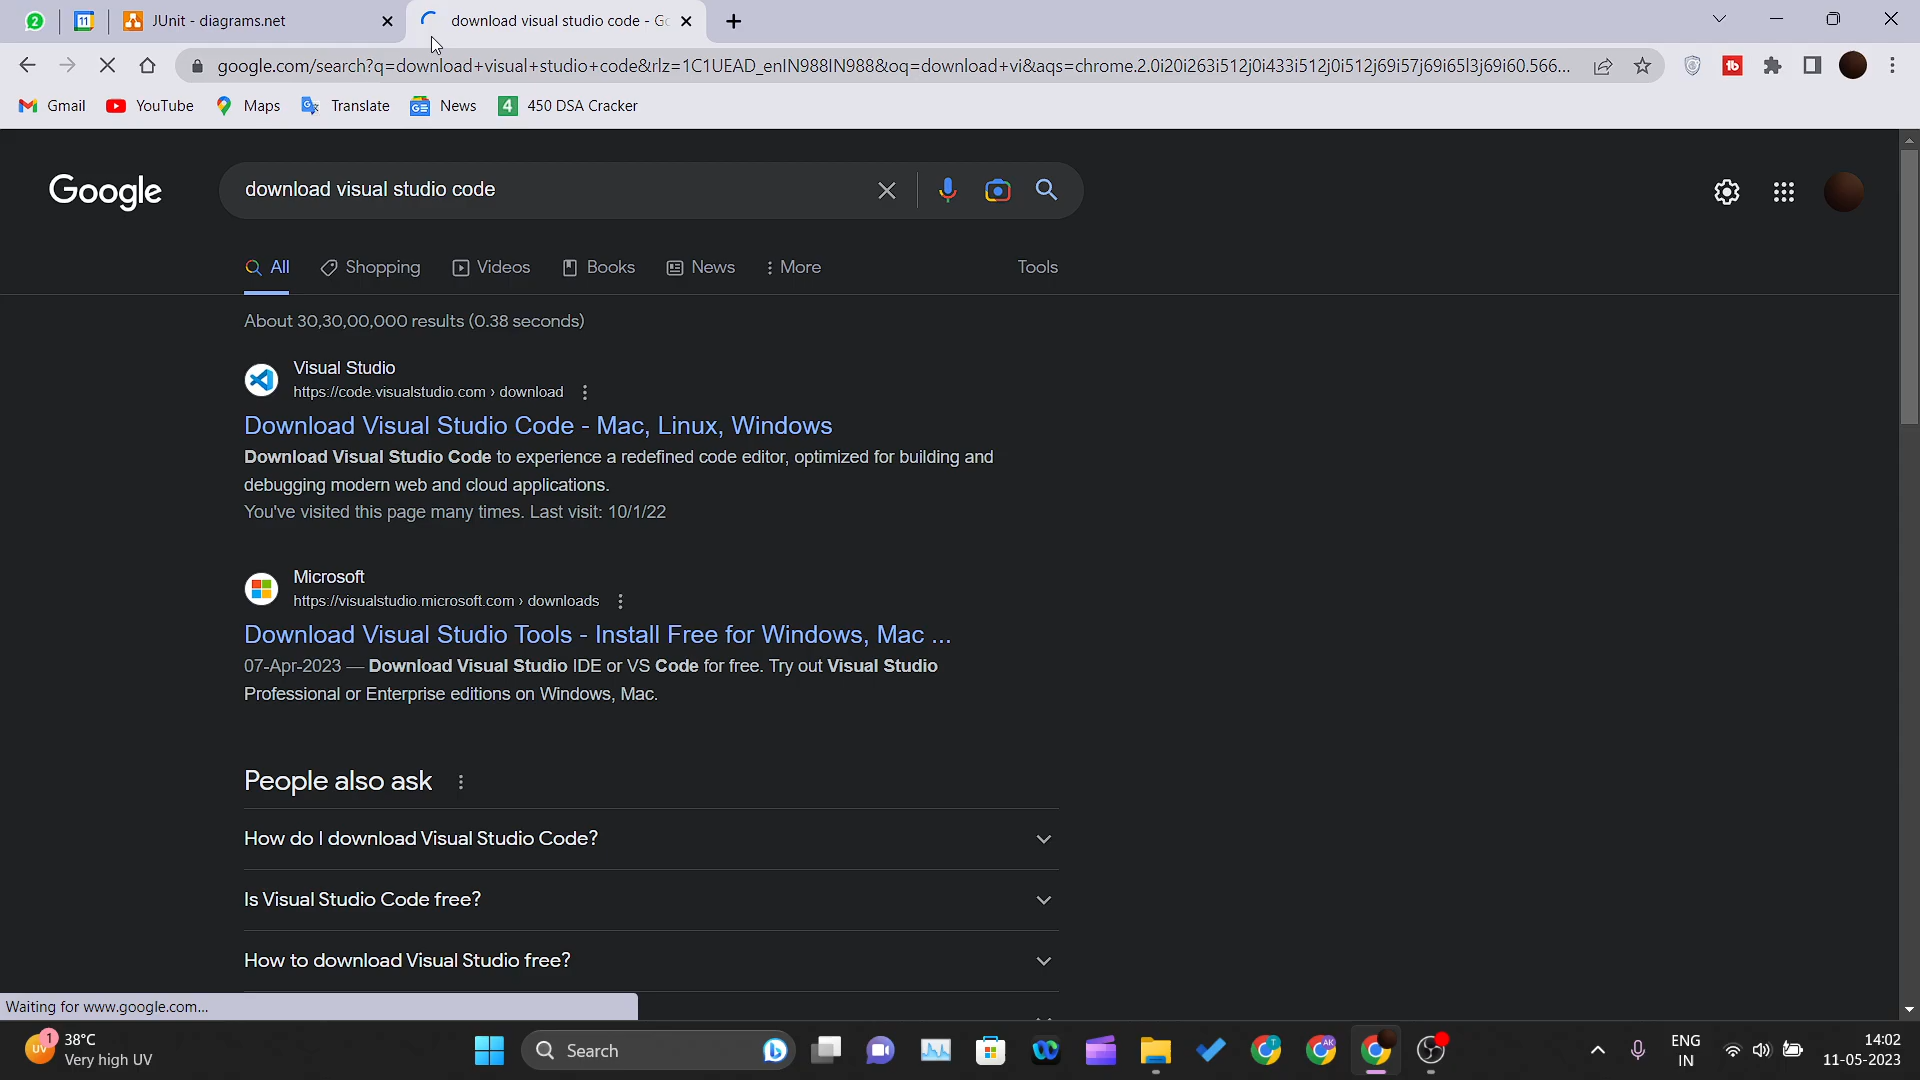 2
11
JUnit - diagrams.net
download visual studio code - Go
google.com/search?q=download+visual+studio+code&rlz=1C1UEAD_enIN988IN988&oq=download+vi&aqs=chrome.2.0i20i263i512j0i433i512j0i512j69i57j69i65l3j69i60.566...
Gmail YouTube Maps Translate News 4 450 DSA Cracker
Google
download visual studio code
All Shopping Videos Books News More Tools
About 30,30,00,000 results (0.38 seconds)
Visual Studio
https://code.visualstudio.com › download
Download Visual Studio Code - Mac, Linux, Windows
Download Visual Studio Code to experience a redefined code editor, optimized for building and
debugging modern web and cloud applications.
You've visited this page many times. Last visit: 10/1/22
Microsoft
https://visualstudio.microsoft.com › downloads
Download Visual Studio Tools - Install Free for Windows, Mac ...
07-Apr-2023 — Download Visual Studio IDE or VS Code for free. Try out Visual Studio
Professional or Enterprise editions on Windows, Mac.
People also ask
How do I download Visual Studio Code?
Is Visual Studio Code free?
How to download Visual Studio free?
Waiting for www.google.com...
UV 1 38°C
Very high UV
Search
T
AK
ENG
IN
14:02
11-05-2023